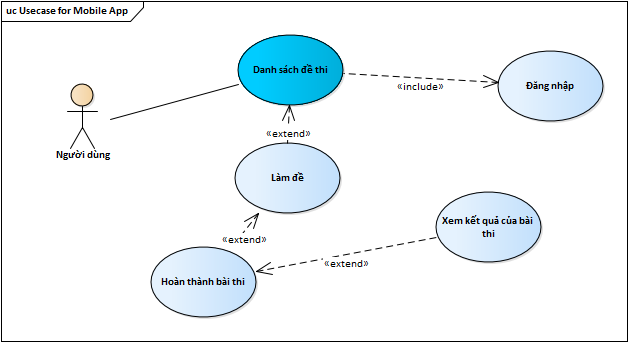 uc Usecase for Mobile App
Danh sách đề thi
«include»
Đăng nhập
Người dùng
«extend»
Làm đề
Xem kết quả của bài
thi
«extend»
«extend»
Hoàn thành bài thi